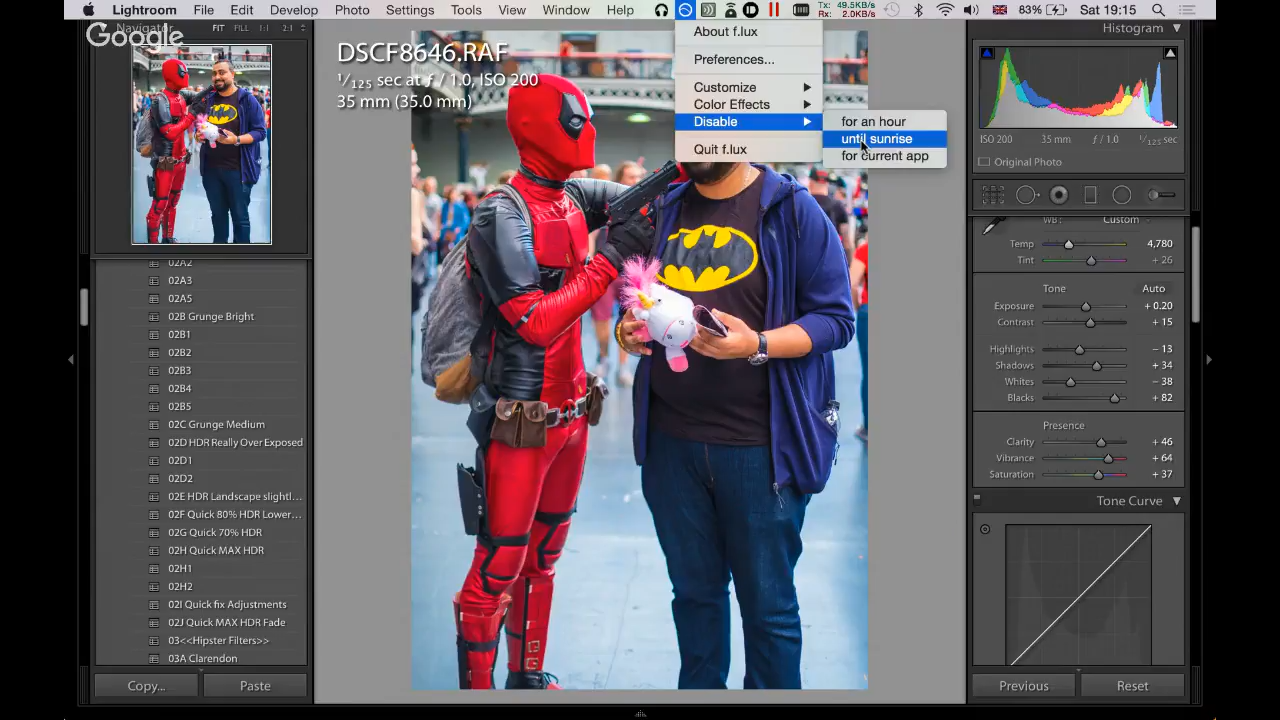 Lightroom File Edit Develop Photo Settings Tools View Window Help Tx: 49.5KB/s Rx: 2.0KB/s 83% Sat 19:15
Google
Navigator FIT FILL 1:1 2:1
DSCF8646.RAF
1/125 sec at ƒ / 1.0, ISO 200
35 mm (35.0 mm)
About f.lux
Preferences...
Customize
Color Effects
Disable
Quit f.lux
for an hour
until sunrise
for current app
02A2
02A3
02A5
02B Grunge Bright
02B1
02B2
02B3
02B4
02B5
02C Grunge Medium
02D HDR Really Over Exposed
02D1
02D2
02E HDR Landscape slightl...
02F Quick 80% HDR Lower...
02G Quick 70% HDR
02H Quick MAX HDR
02H1
02H2
02I Quick fix Adjustments
02J Quick MAX HDR Fade
03<<Hipster Filters>>
03A Clarendon
Copy... Paste
Histogram
ISO 200 35 mm ƒ / 1.0 1/125 sec
Original Photo
WB: Custom
Temp 4,780
Tint + 26
Tone Auto
Exposure + 0.20
Contrast + 15
Highlights − 13
Shadows + 34
Whites − 38
Blacks + 82
Presence
Clarity + 46
Vibrance + 64
Saturation + 37
Tone Curve
Previous Reset